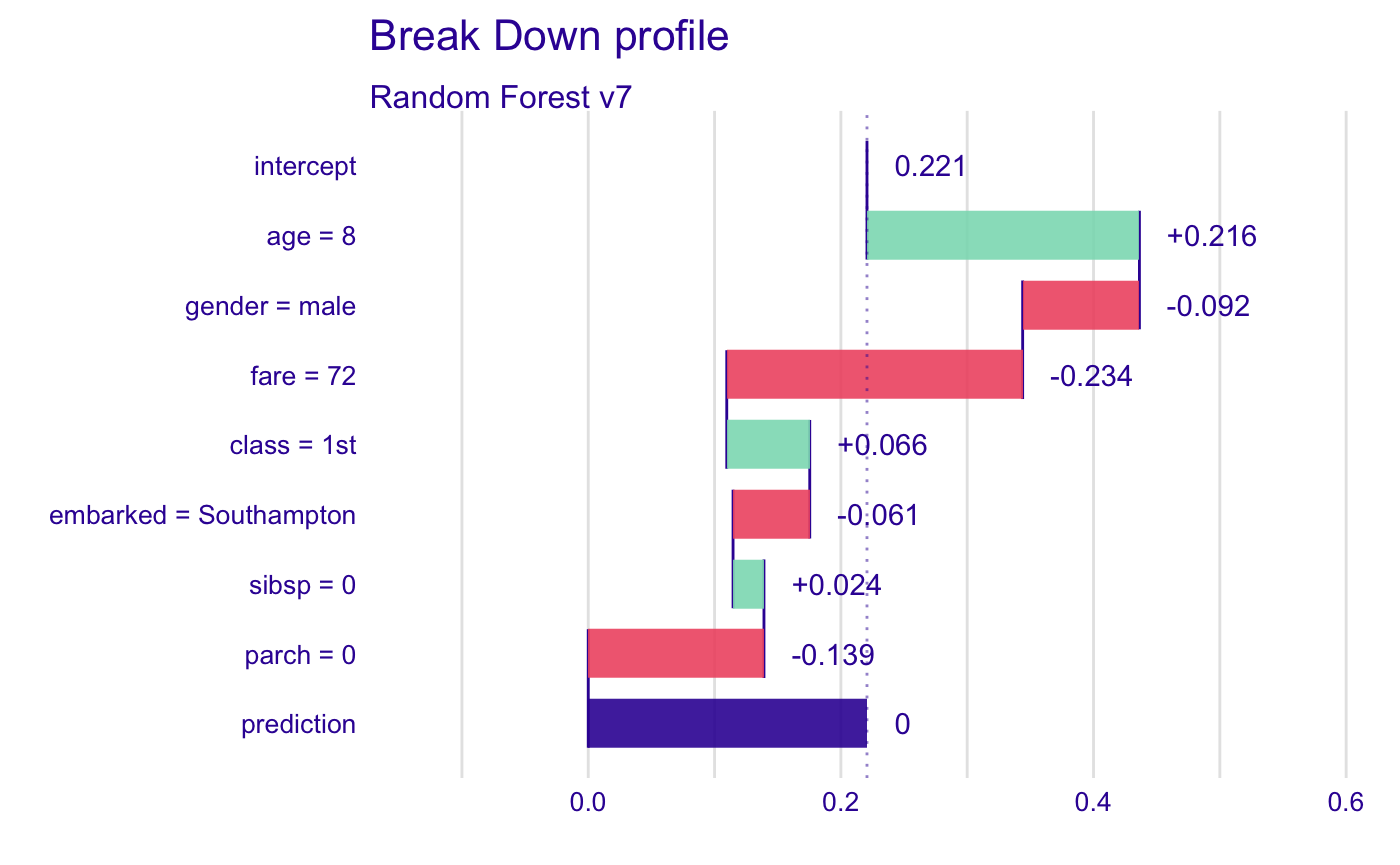 Break Down profile
Random Forest v7
intercept 0.221
age = 8 +0.216
gender = male -0.092
fare = 72 -0.234
class = 1st +0.066
embarked = Southampton -0.061
sibsp = 0 +0.024
parch = 0 -0.139
prediction 0
0.0 0.2 0.4 0.6